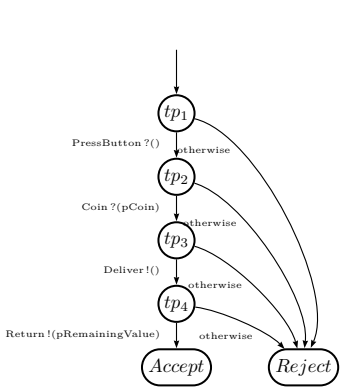 tp1
PressButton?()
otherwise
tp2
Coin?(pCoin)
otherwise
tp3
Deliver!()
otherwise
tp4
Return!(pRemainingValue)
otherwise
Accept
Reject